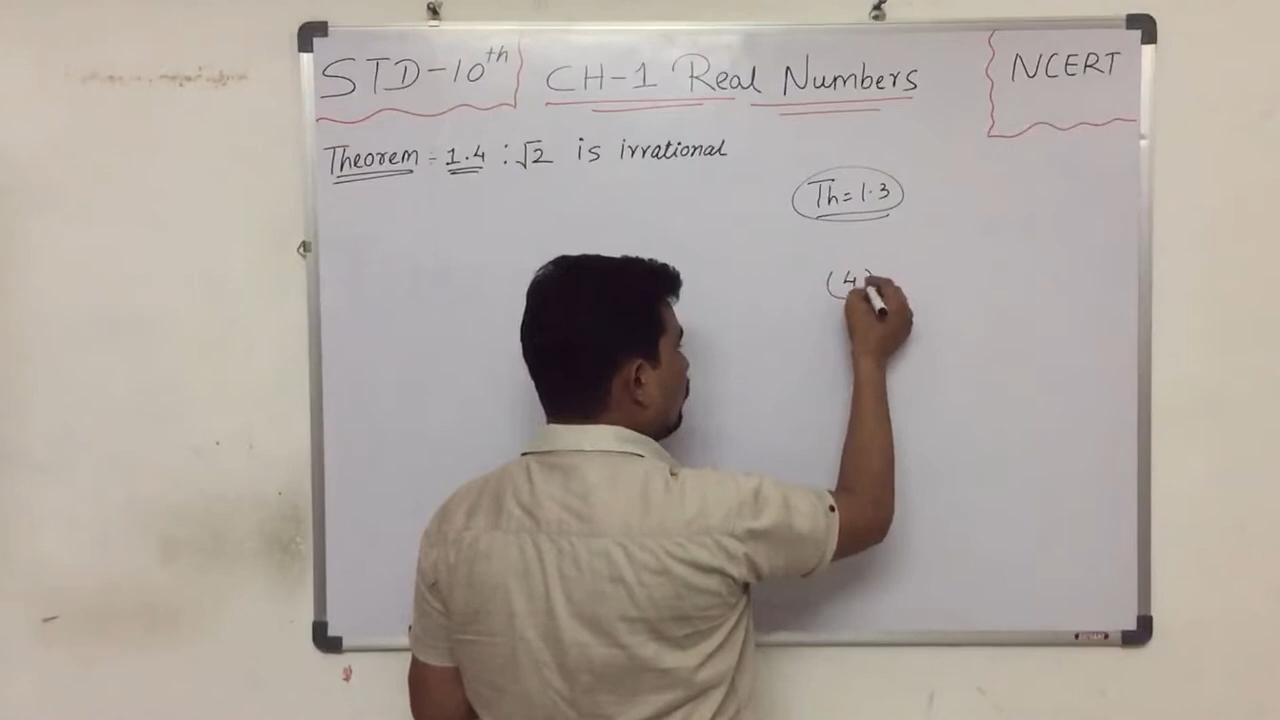 STD-10th CH-1 Real Numbers NCERT
Theorem = 1.4 : √2 is irrational
Th = 1.3
(4)